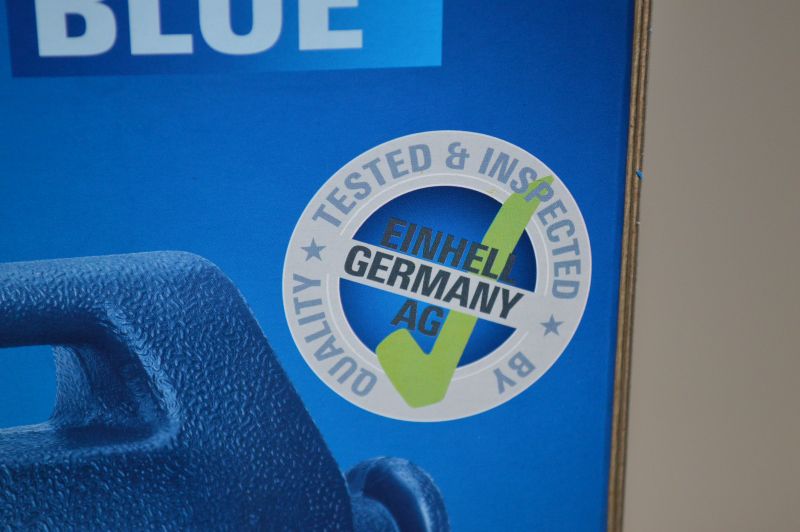 BLUE
QUALITY ★ TESTED & INSPECTED ★ BY
EINHELL
GERMANY
AG